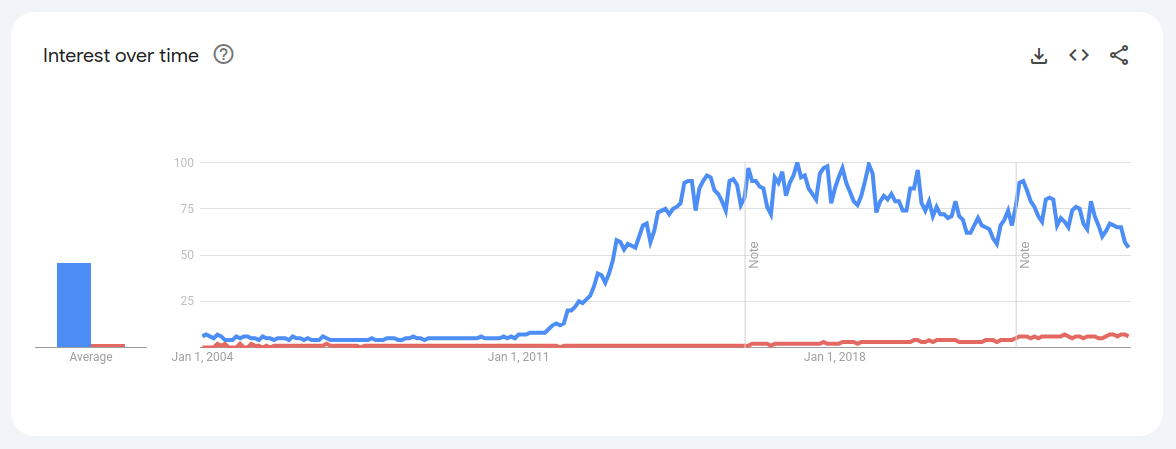 Interest over time
100
75
50
25
Note
Note
Average
Jan 1, 2004
Jan 1, 2011
Jan 1, 2018